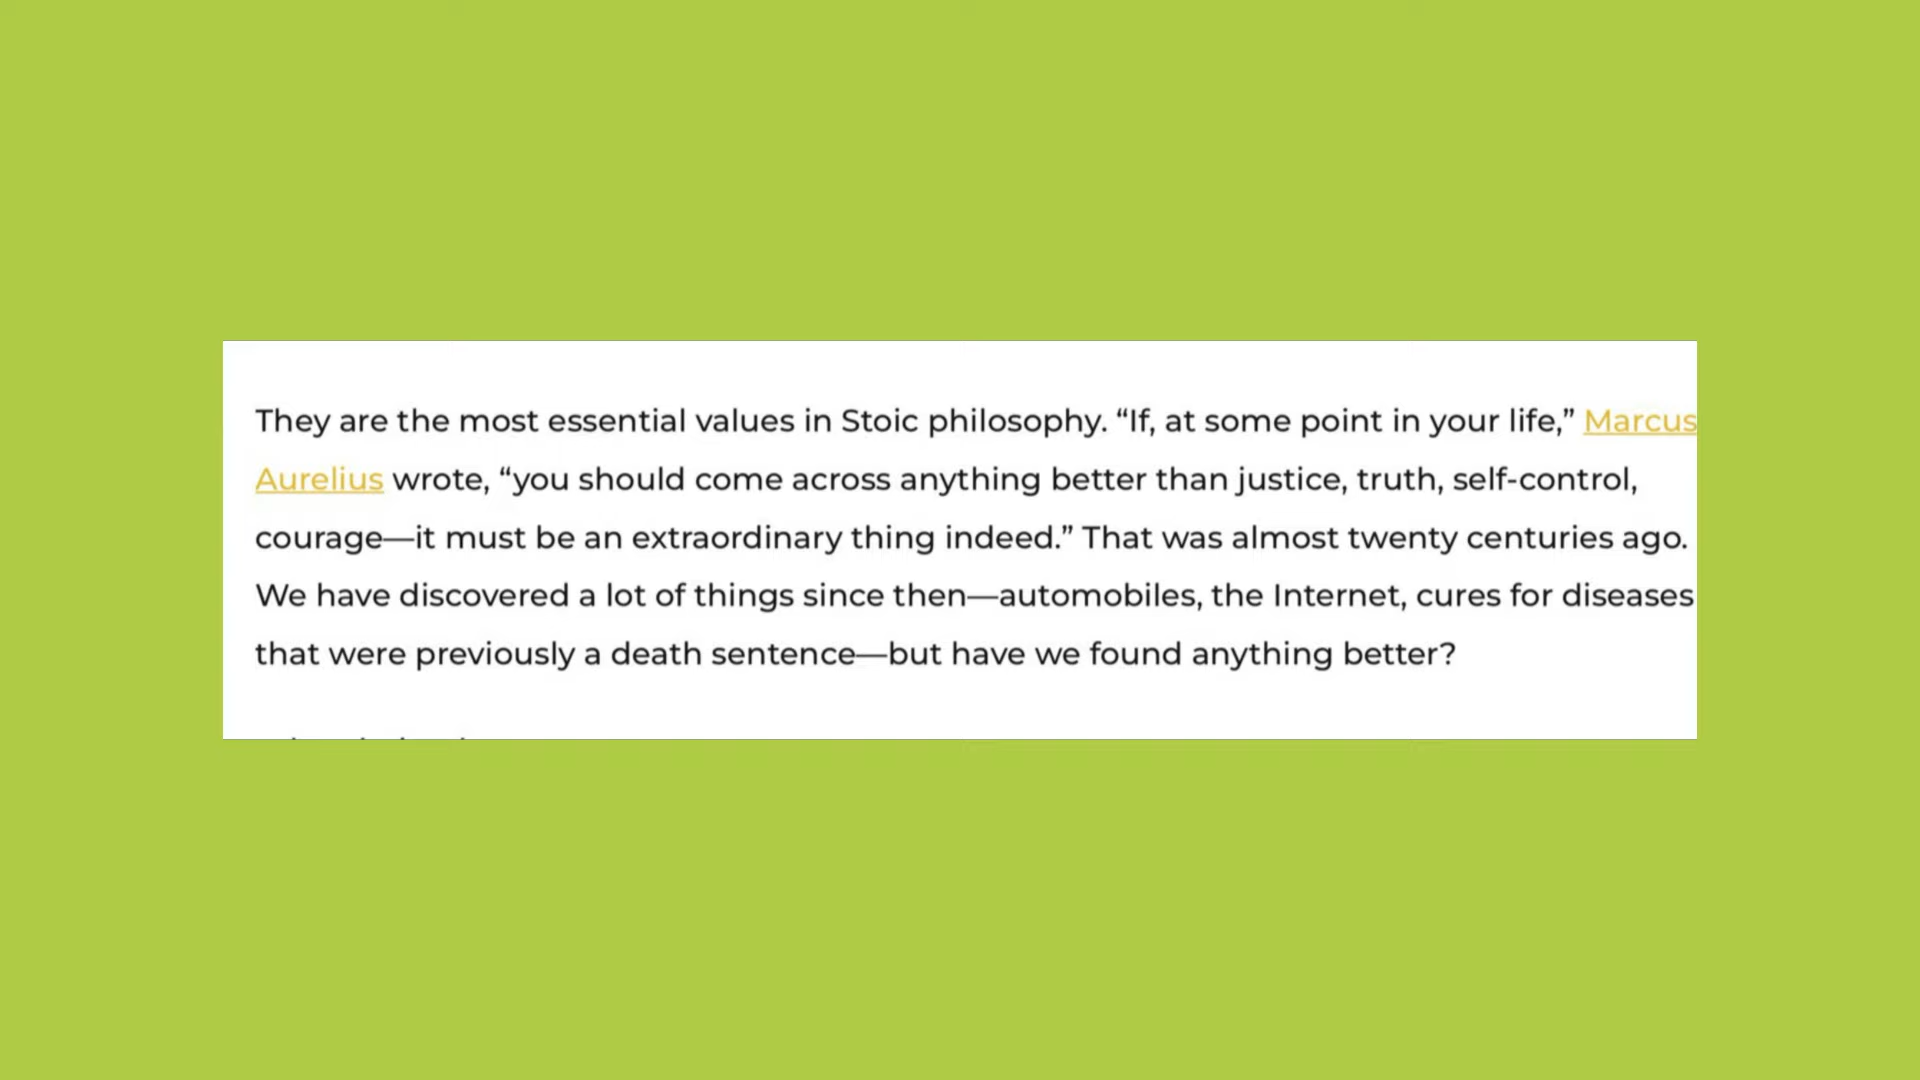 They are the most essential values in Stoic philosophy. “If, at some point in your life,” Marcus
Aurelius wrote, “you should come across anything better than justice, truth, self-control,
courage—it must be an extraordinary thing indeed.” That was almost twenty centuries ago.
We have discovered a lot of things since then—automobiles, the Internet, cures for diseases
that were previously a death sentence—but have we found anything better?